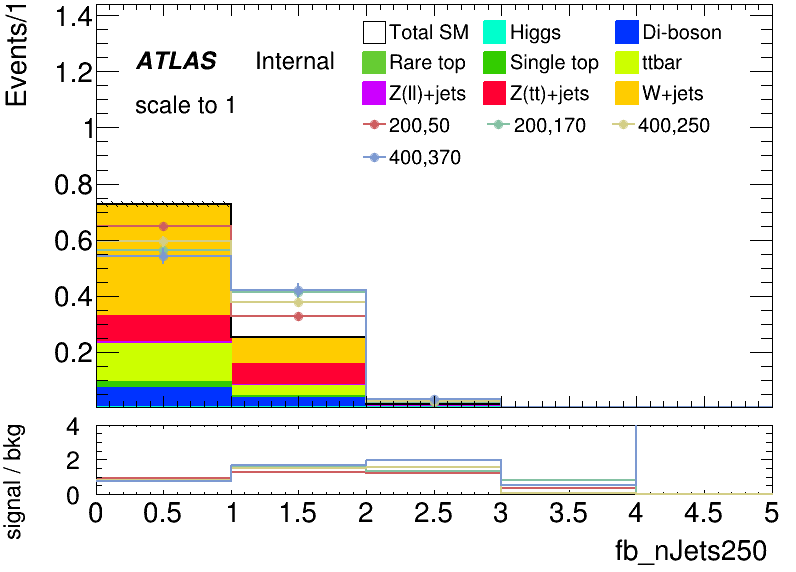 Events/1
1.4
1.2
1
0.8
0.6
0.4
0.2
ATLAS Internal
scale to 1
Total SM Higgs Di-boson
Rare top Single top ttbar
Z(ll)+jets Z(tt)+jets W+jets
200,50 200,170 400,250
400,370
signal / bkg
4
2
0
0 0.5 1 1.5 2 2.5 3 3.5 4 4.5 5
fb_nJets250